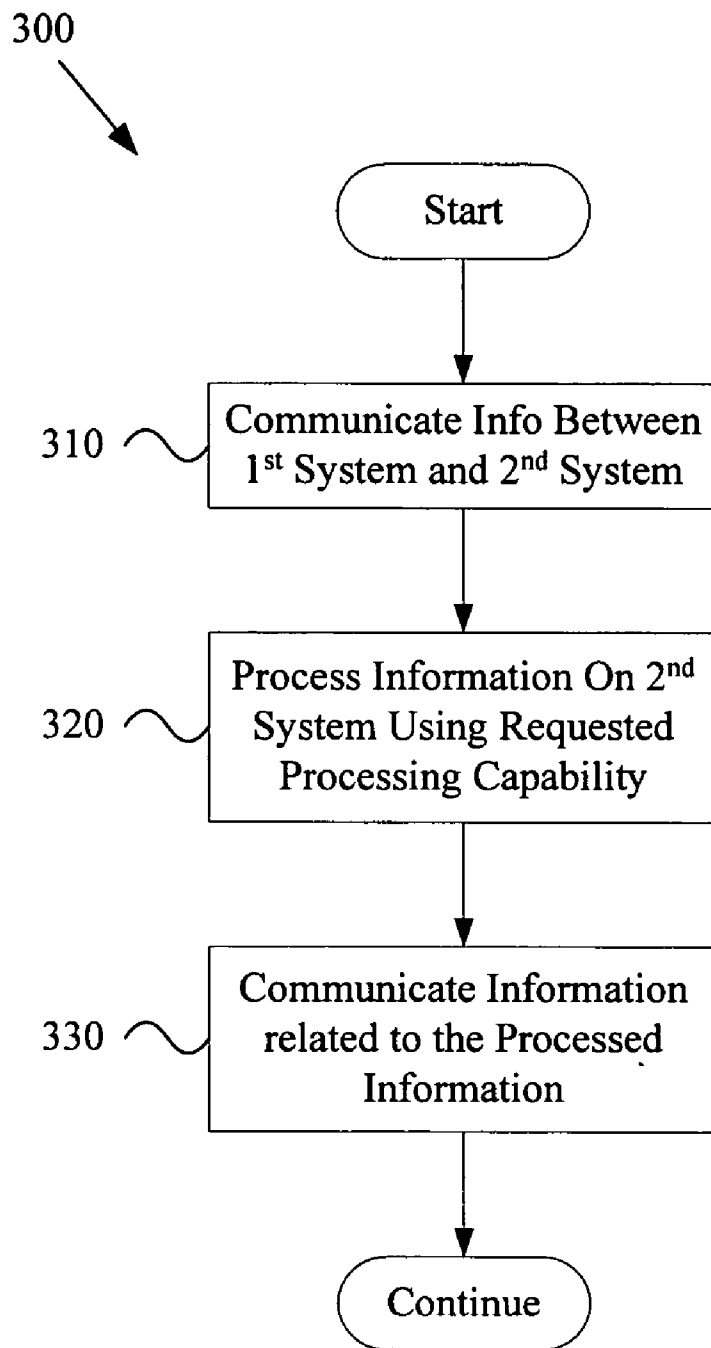 300
Start
310
Communicate Info Between
1st System and 2nd System
320
Process Information On 2nd
System Using Requested
Processing Capability
330
Communicate Information
related to the Processed
Information
Continue